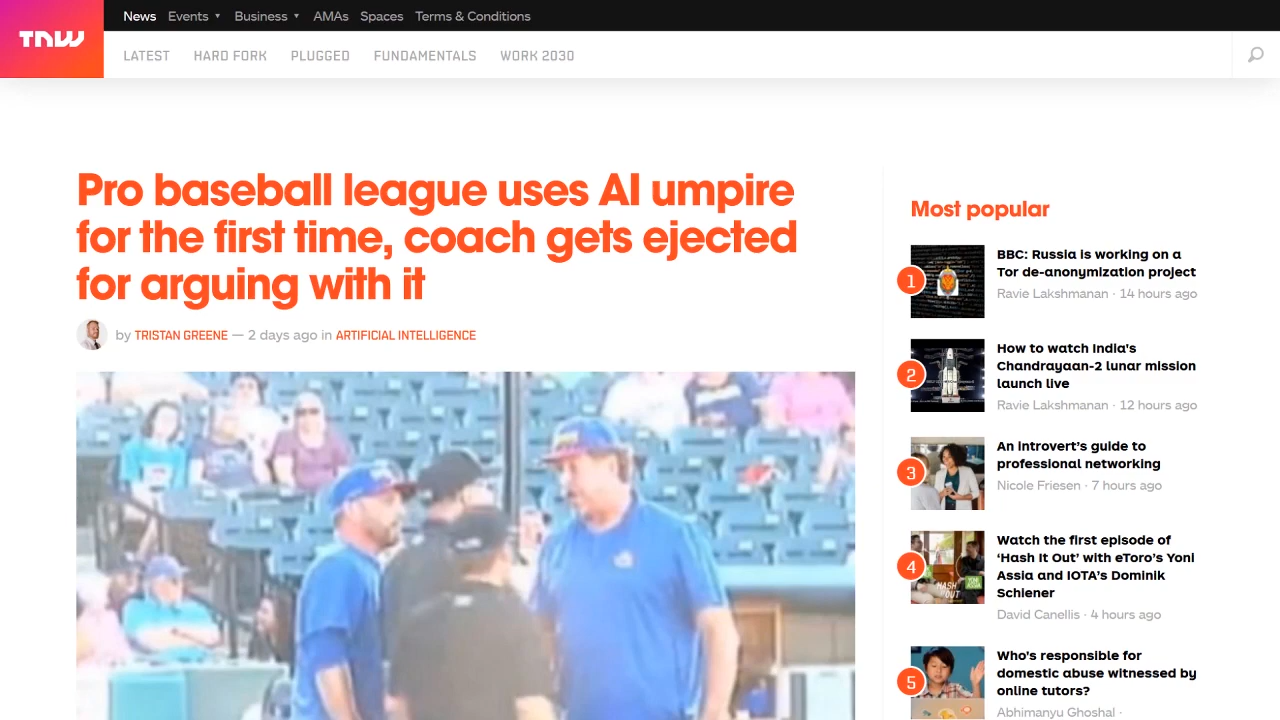 TNW
News Events ▼ Business ▼ AMAs Spaces Terms & Conditions
LATEST HARD FORK PLUGGED FUNDAMENTALS WORK 2030
Pro baseball league uses AI umpire
for the first time, coach gets ejected
for arguing with it
by TRISTAN GREENE — 2 days ago in ARTIFICIAL INTELLIGENCE
Most popular
1
BBC: Russia is working on a
Tor de-anonymization project
Ravie Lakshmanan · 14 hours ago
2
How to watch India's
Chandrayaan-2 lunar mission
launch live
Ravie Lakshmanan · 12 hours ago
3
An introvert’s guide to
professional networking
Nicole Friesen · 7 hours ago
4
HASH
OUT
YONI
ASSIA
Watch the first episode of
‘Hash It Out’ with eToro’s Yoni
Assia and IOTA’s Dominik
Schiener
David Canellis · 4 hours ago
5
Who's responsible for
domestic abuse witnessed by
online tutors?
Abhimanyu Ghoshal ·